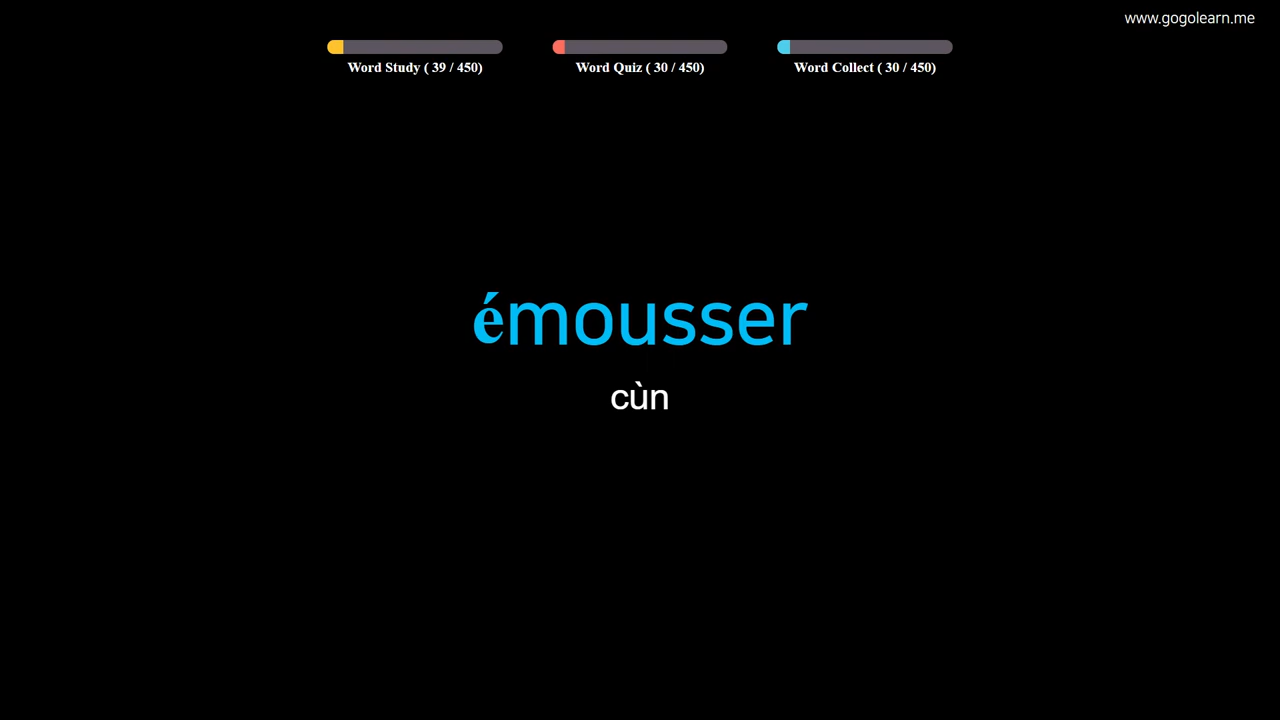 www.gogolearn.me
Word Study ( 39 / 450)
Word Quiz ( 30 / 450)
Word Collect ( 30 / 450)
émousser
cùn